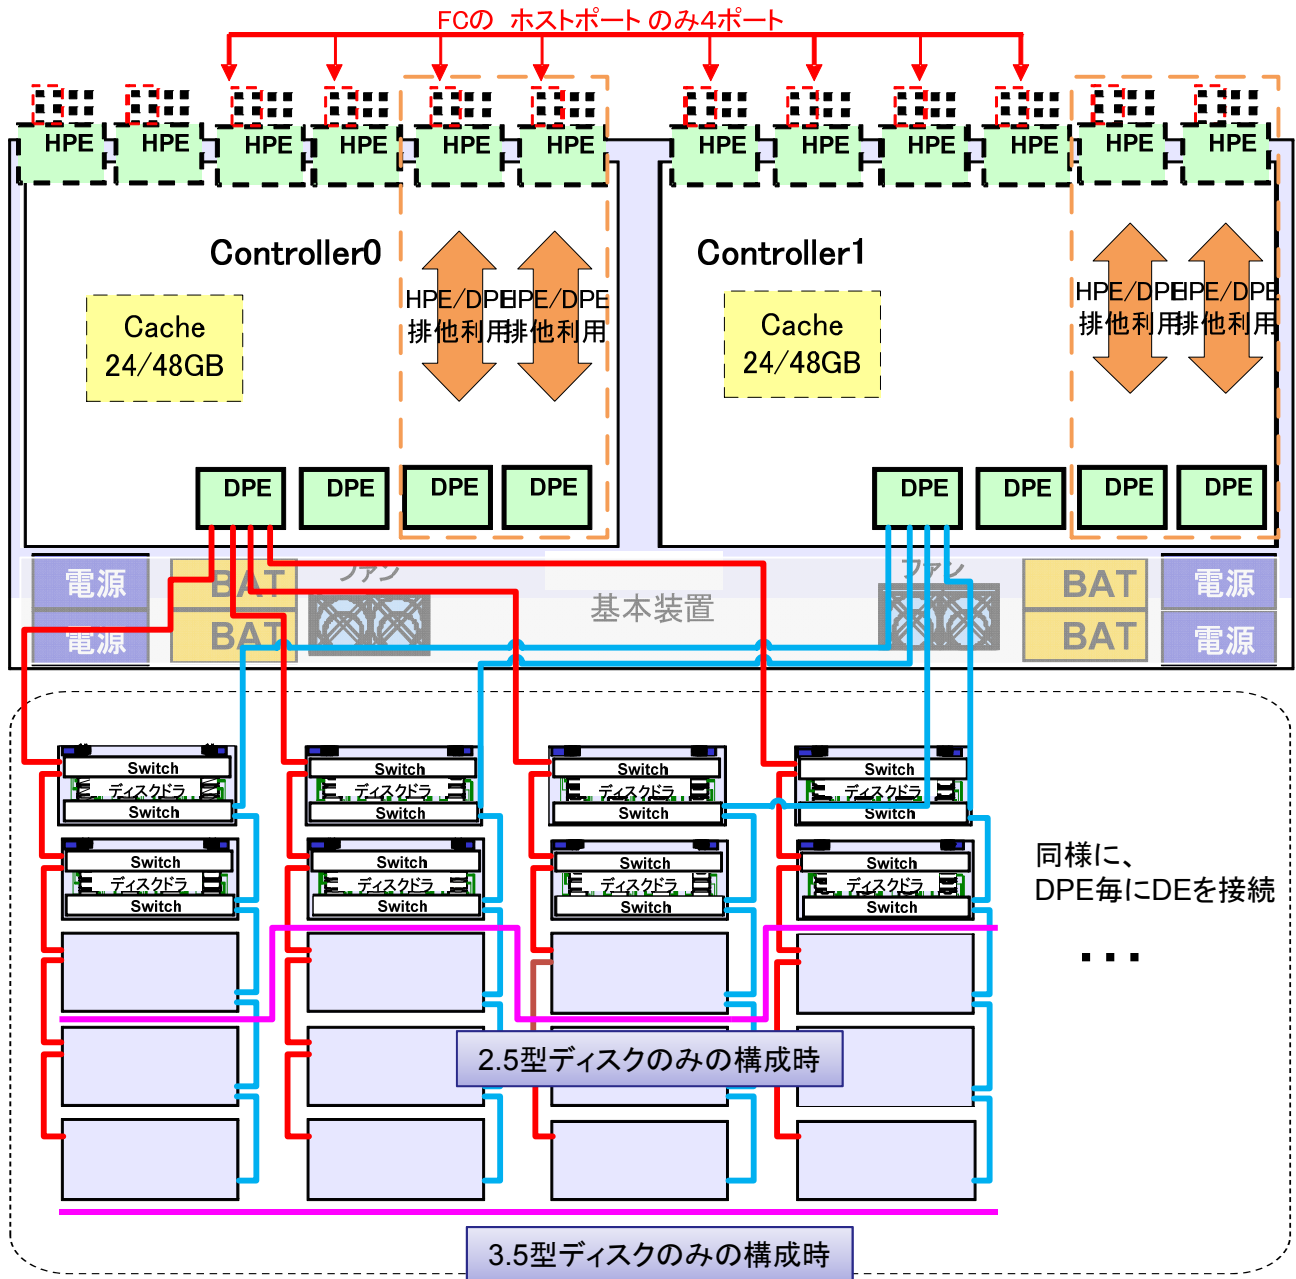 FCの ホストポート のみ4ポート
HPE HPE HPE HPE HPE HPE HPE HPE HPE HPE HPE HPE
Controller0
Controller1
HPE/DPE
排他利用
HPE/DPE
排他利用
HPE/DPE
排他利用
HPE/DPE
排他利用
Cache
24/48GB
Cache
24/48GB
DPE DPE DPE DPE DPE DPE DPE DPE
電源
電源
BAT
BAT
ファン
基本装置
ファン
BAT
BAT
電源
電源
Switch
ディスクドラ
Switch
Switch
ディスクドラ
Switch
Switch
ディスクドラ
Switch
Switch
ディスクドラ
Switch
Switch
ディスクドラ
Switch
Switch
ディスクドラ
Switch
Switch
ディスクドラ
Switch
Switch
ディスクドラ
Switch
同様に、
DPE毎にDEを接続
...
2.5型ディスクのみの構成時
3.5型ディスクのみの構成時